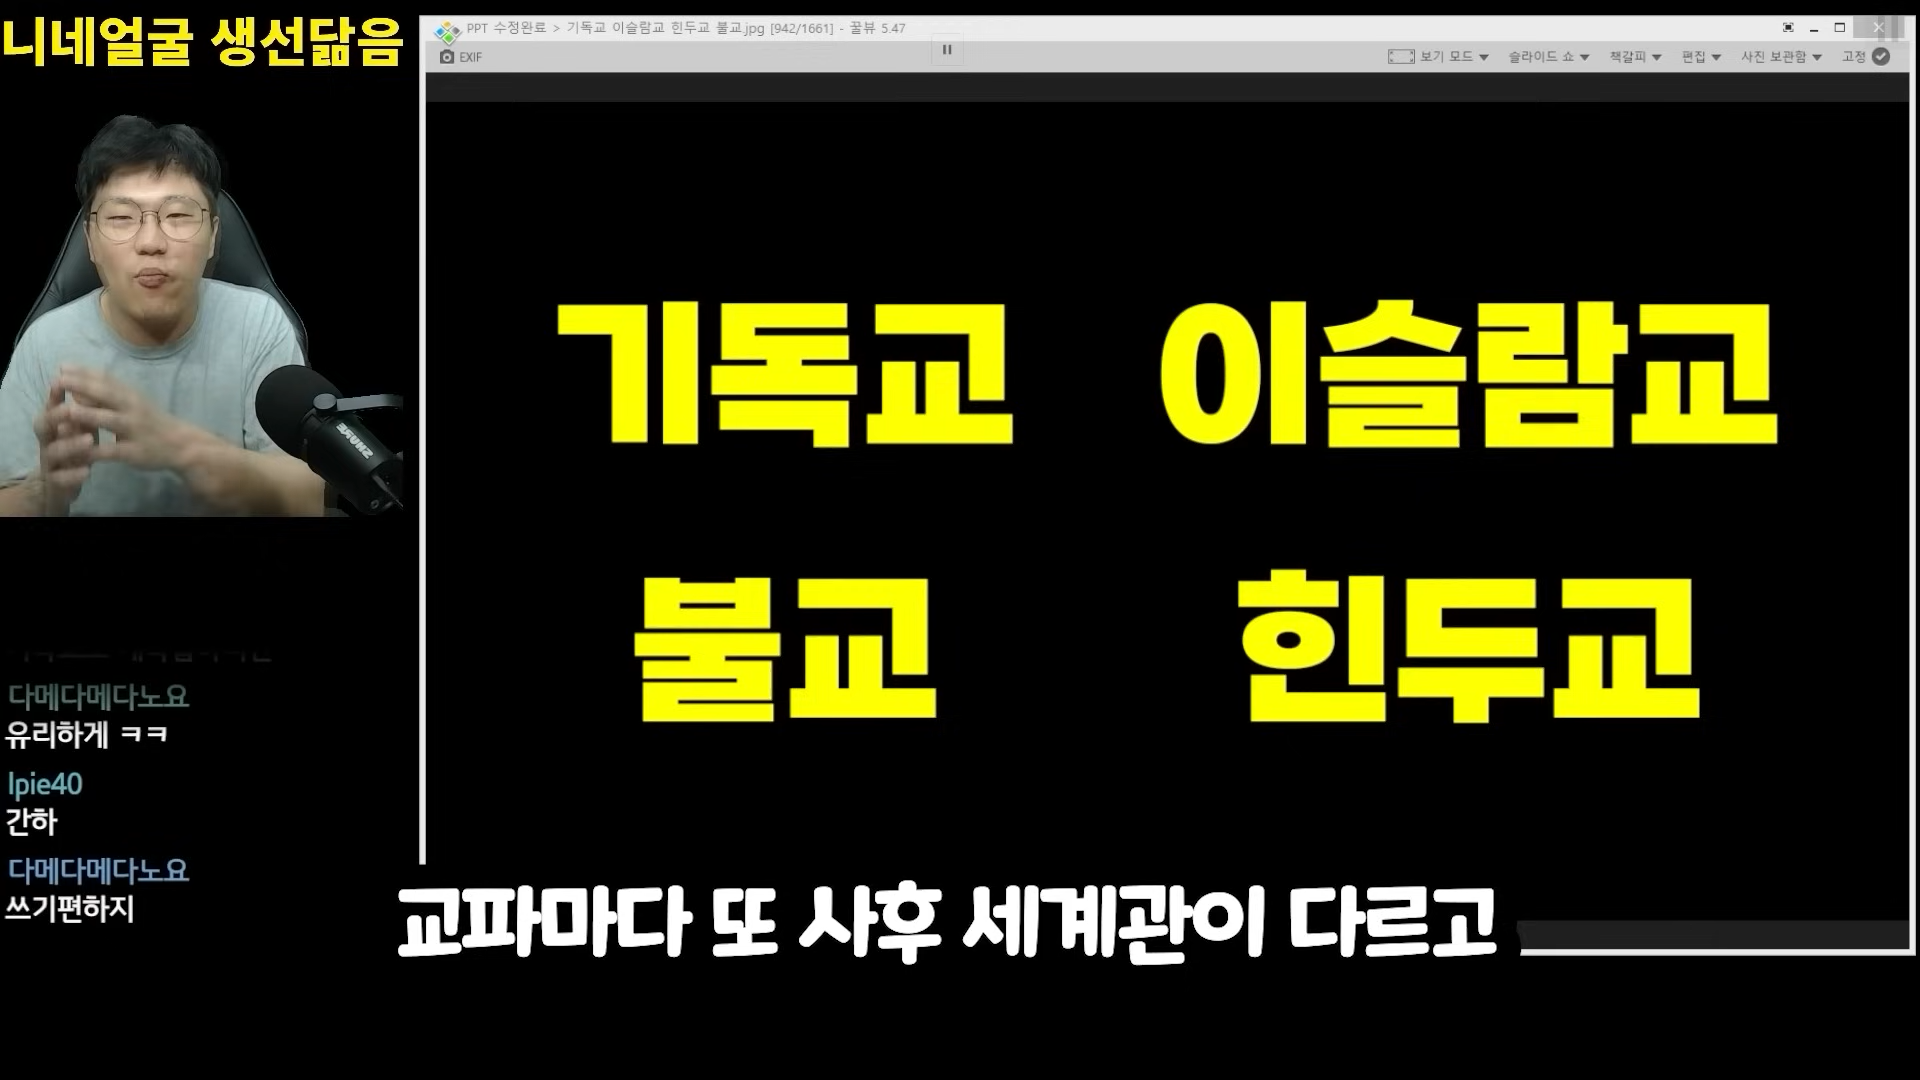 니네얼굴 생선닮음
PPT 수정완료 > 기독교 이슬람교 힌두교 불교.jpg [942/1661] - 꿀뷰 5.47
EXIF
보기 모드 슬라이드 쇼 책갈피 편집 사진 보관함 고정
기독교 이슬람교
불교 힌두교
SHURE
다메다메다노요
유리하게 ㅋㅋ
lpie40
간하
다메다메다노요
쓰기편하지
교파마다 또 사후 세계관이 다르고